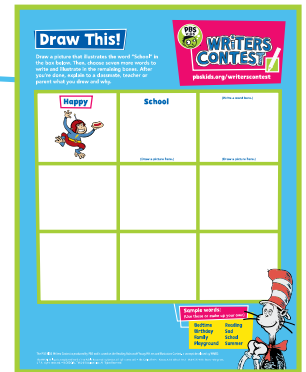 Draw This!
Draw a picture that illustrates the word "School" in
the box below. Then, choose seven more words to
write and illustrate in the remaining boxes. After
you're done, explain to a classmate, teacher or
parent what you drew and why.
PBS
KIDS
WRiTERS
CONTEST
pbskids.org/writerscontest
Happy
School
(Write a word here.)
(Draw a picture here.)
(Draw a picture here.)
Sample words:
(Use these or make up your own!)
Bedtime Reading
Birthday Sad
Family School
Playground Summer